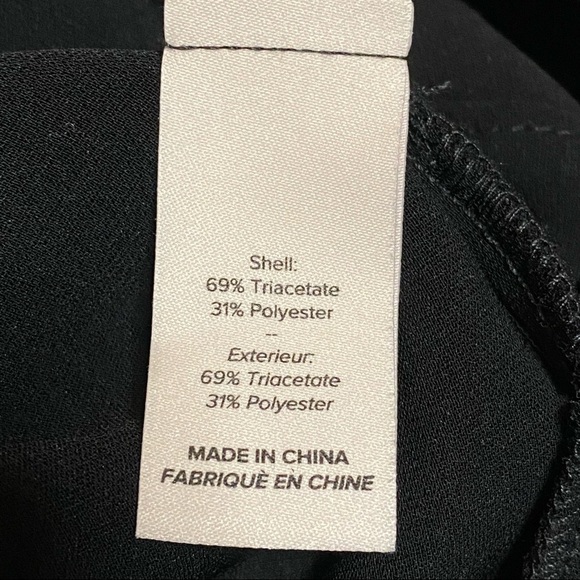 Shell:
69% Triacetate
31% Polyester
--
Exterieur:
69% Triacetate
31% Polyester
MADE IN CHINA
FABRIQUÈ EN CHINE